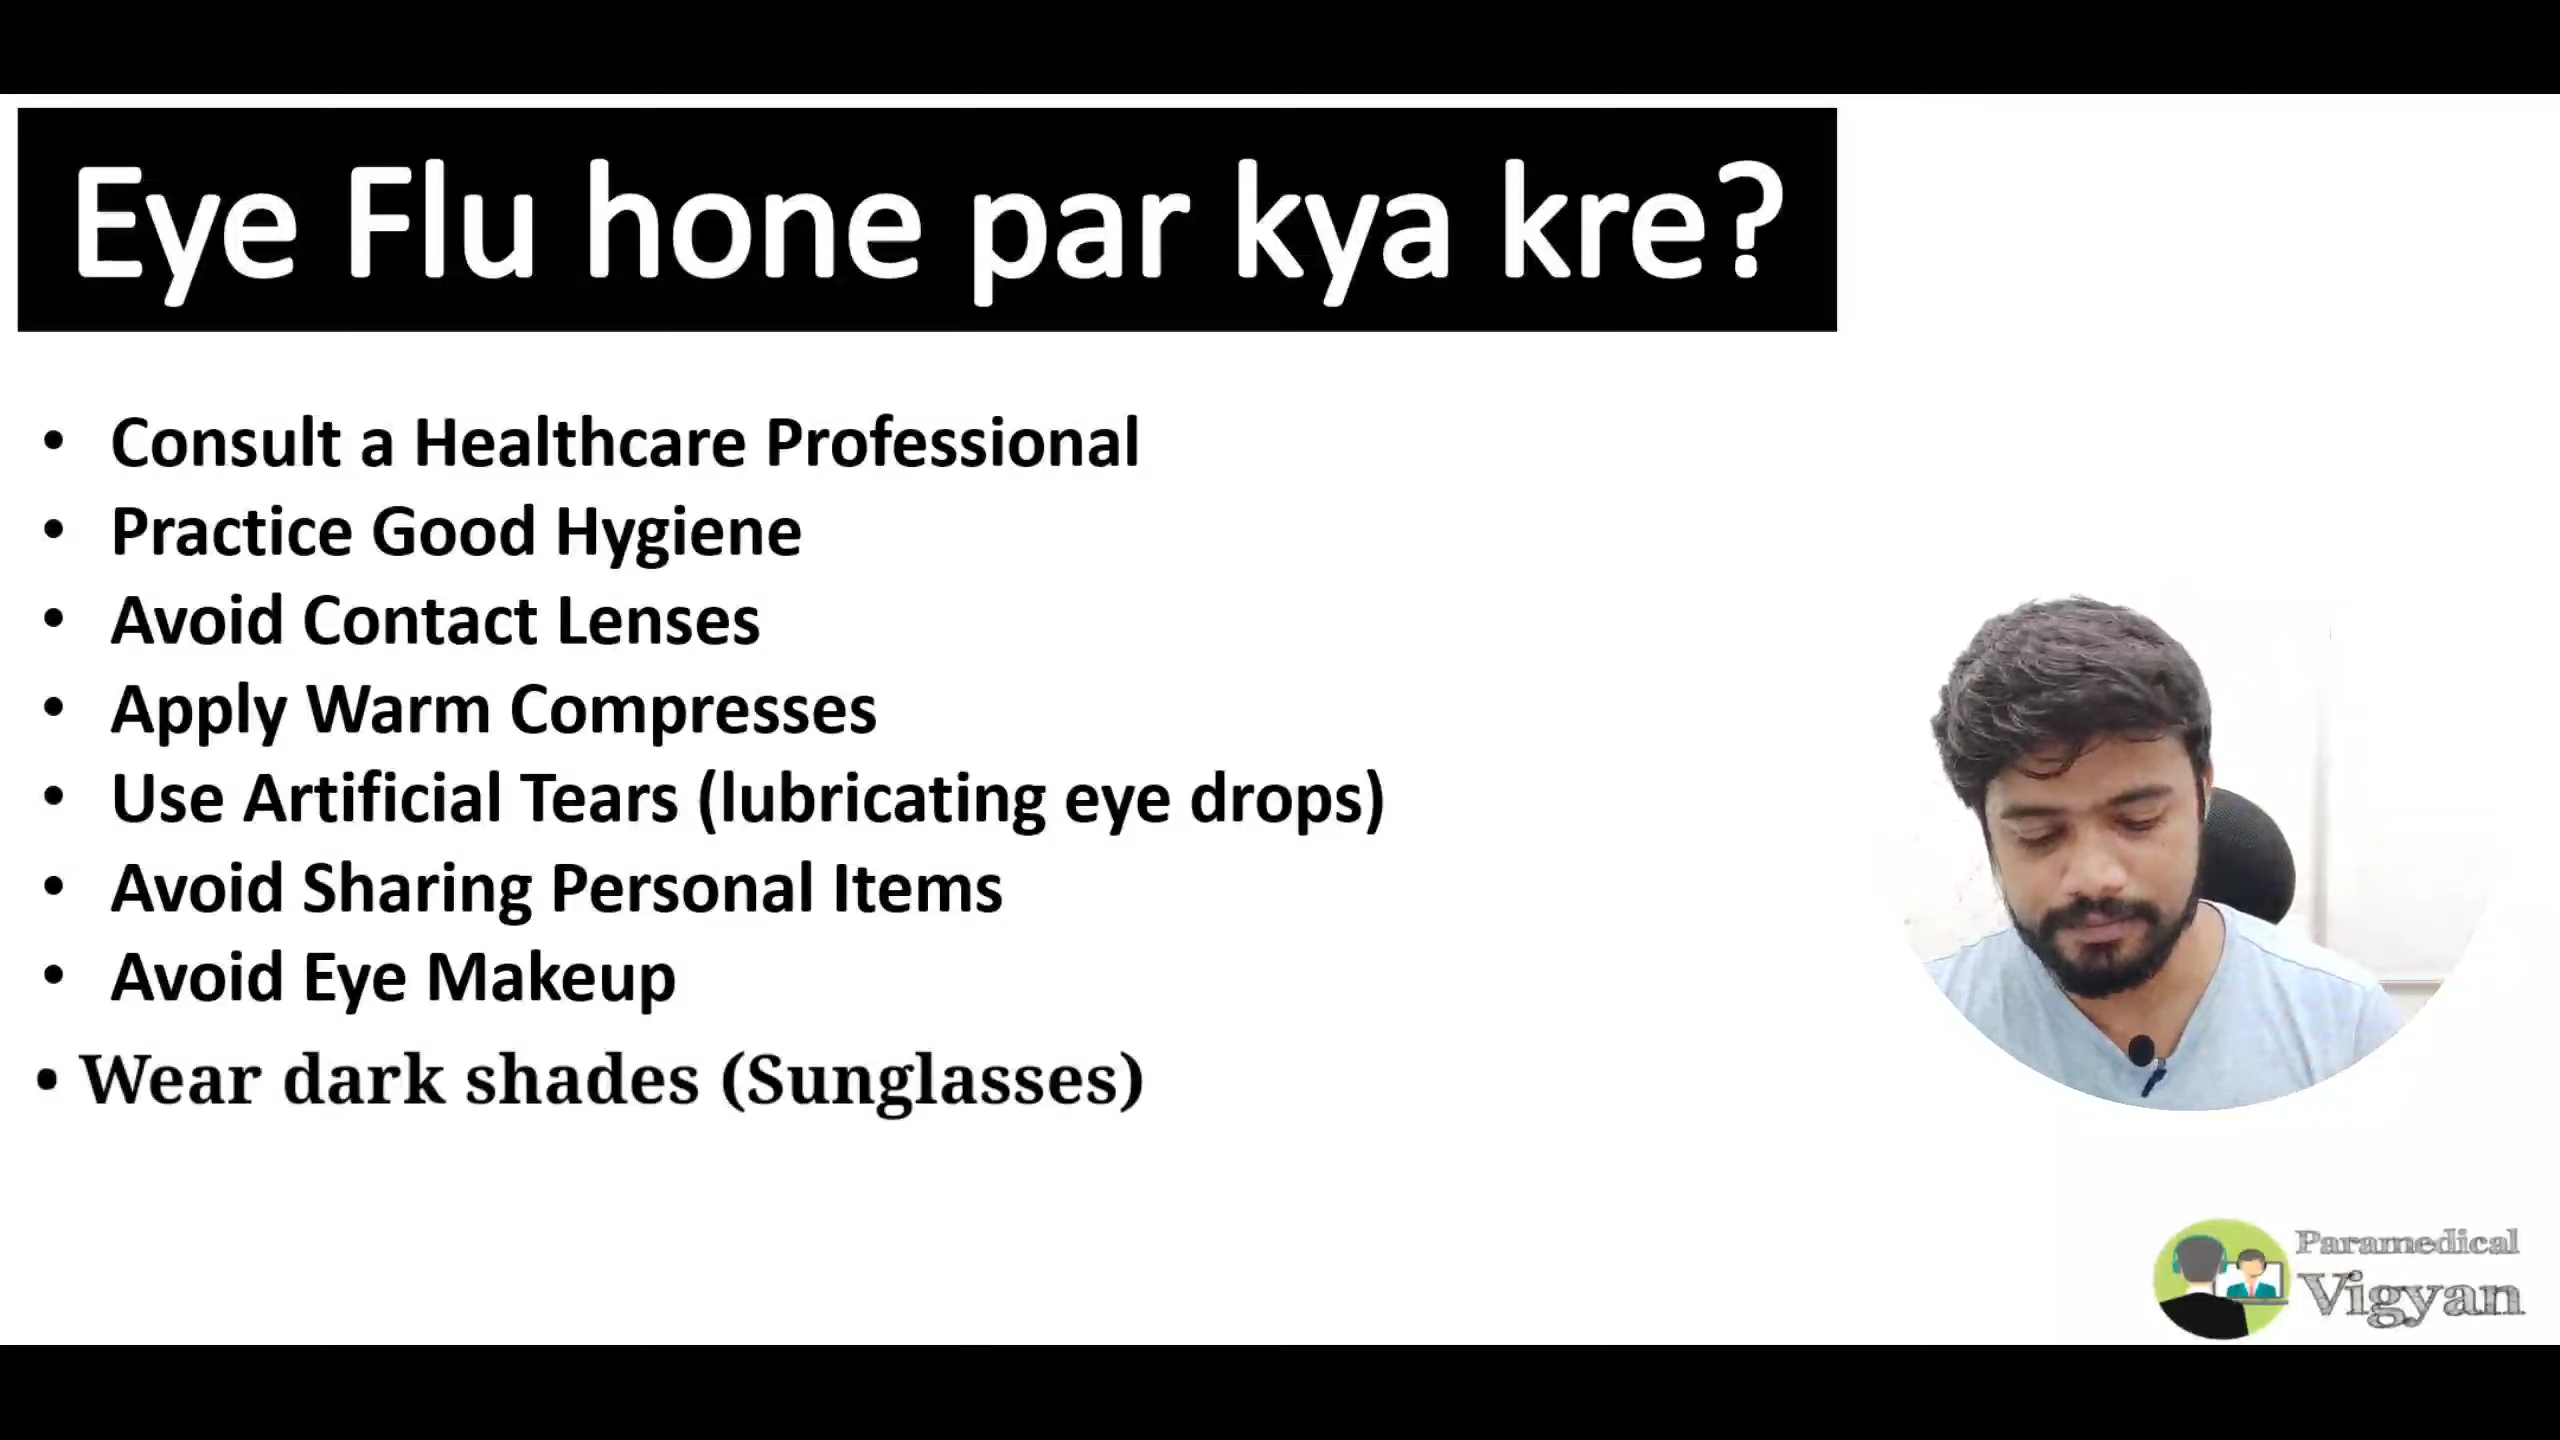 Eye Flu hone par kya kre?
• Consult a Healthcare Professional
• Practice Good Hygiene
• Avoid Contact Lenses
• Apply Warm Compresses
• Use Artificial Tears (lubricating eye drops)
• Avoid Sharing Personal Items
• Avoid Eye Makeup
• Wear dark shades (Sunglasses)
Paramedical
Vigyan